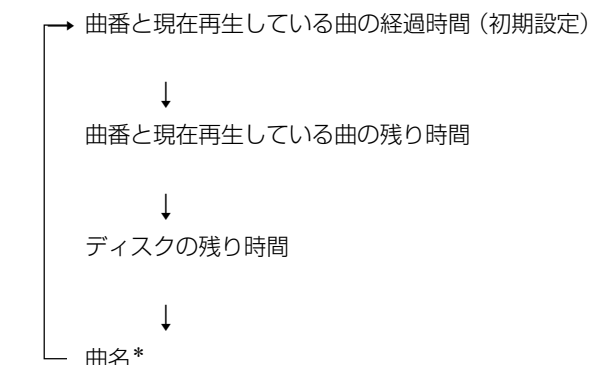 曲番と現在再生している曲の経過時間（初期設定）
曲番と現在再生している曲の残り時間
ディスクの残り時間
曲名*